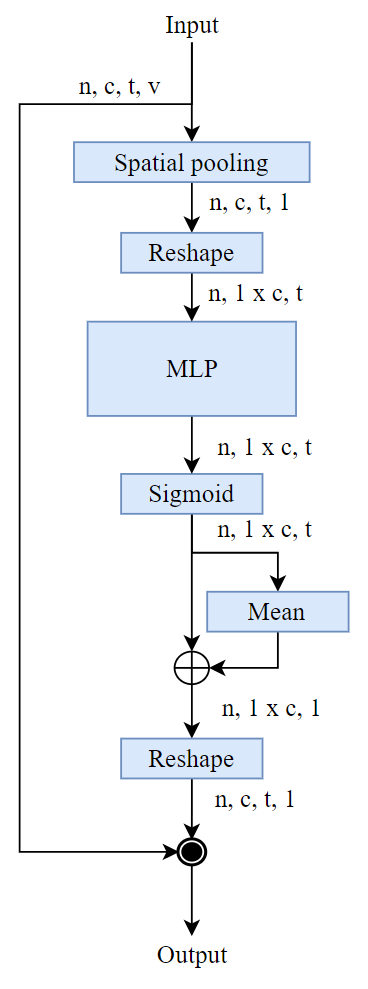 Input
n, c, t, v
Spatial pooling
n, c, t, 1
Reshape
n, 1 x c, t
MLP
n, 1 x c, t
Sigmoid
n, 1 x c, t
Mean
n, 1 x c, 1
Reshape
n, c, t, 1
Output